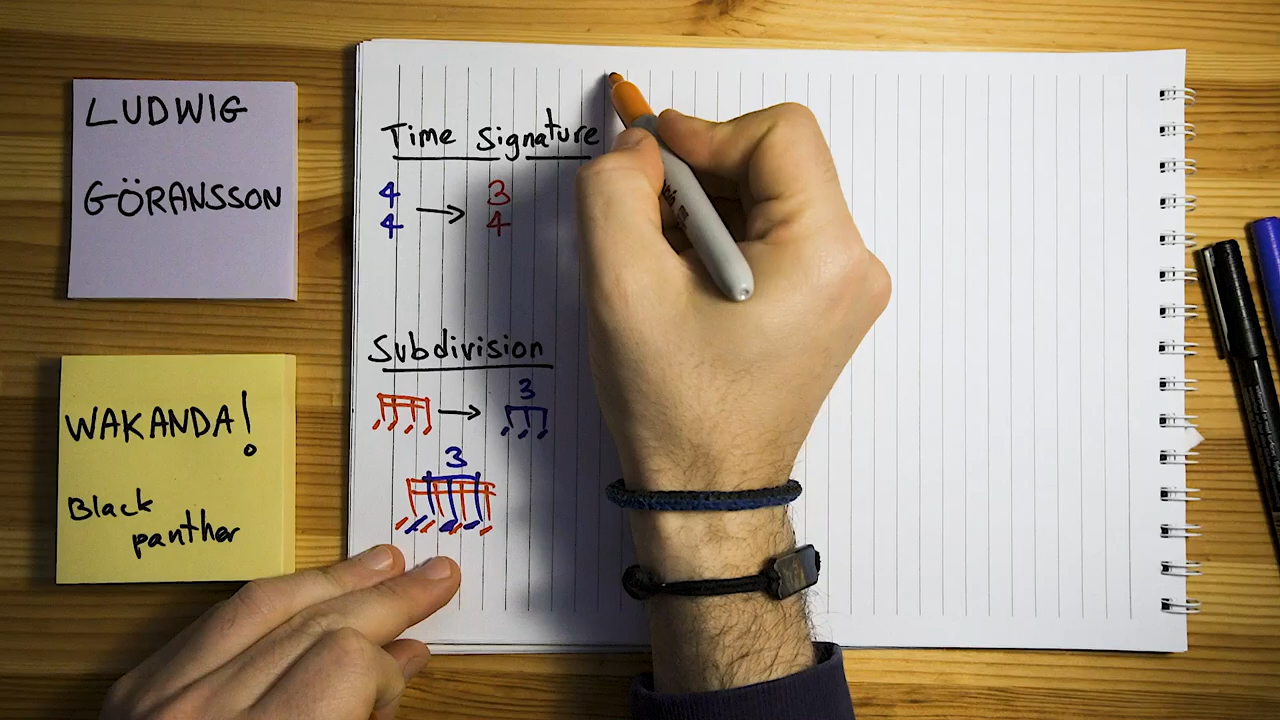 LUDWIG
GÖRANSSON
WAKANDA!
Black
panther
Time Signature
4 → 3
4 4
Subdivision
3
→
3